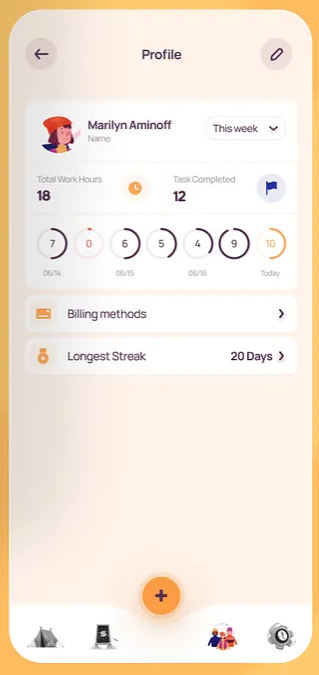 Profile
Marilyn Aminoff
Name
This week
Total Work Hours
18
Task Completed
12
7 0 6 5 4 9 10
06/14 06/15 06/16 Today
Billing methods
Longest Streak 20 Days